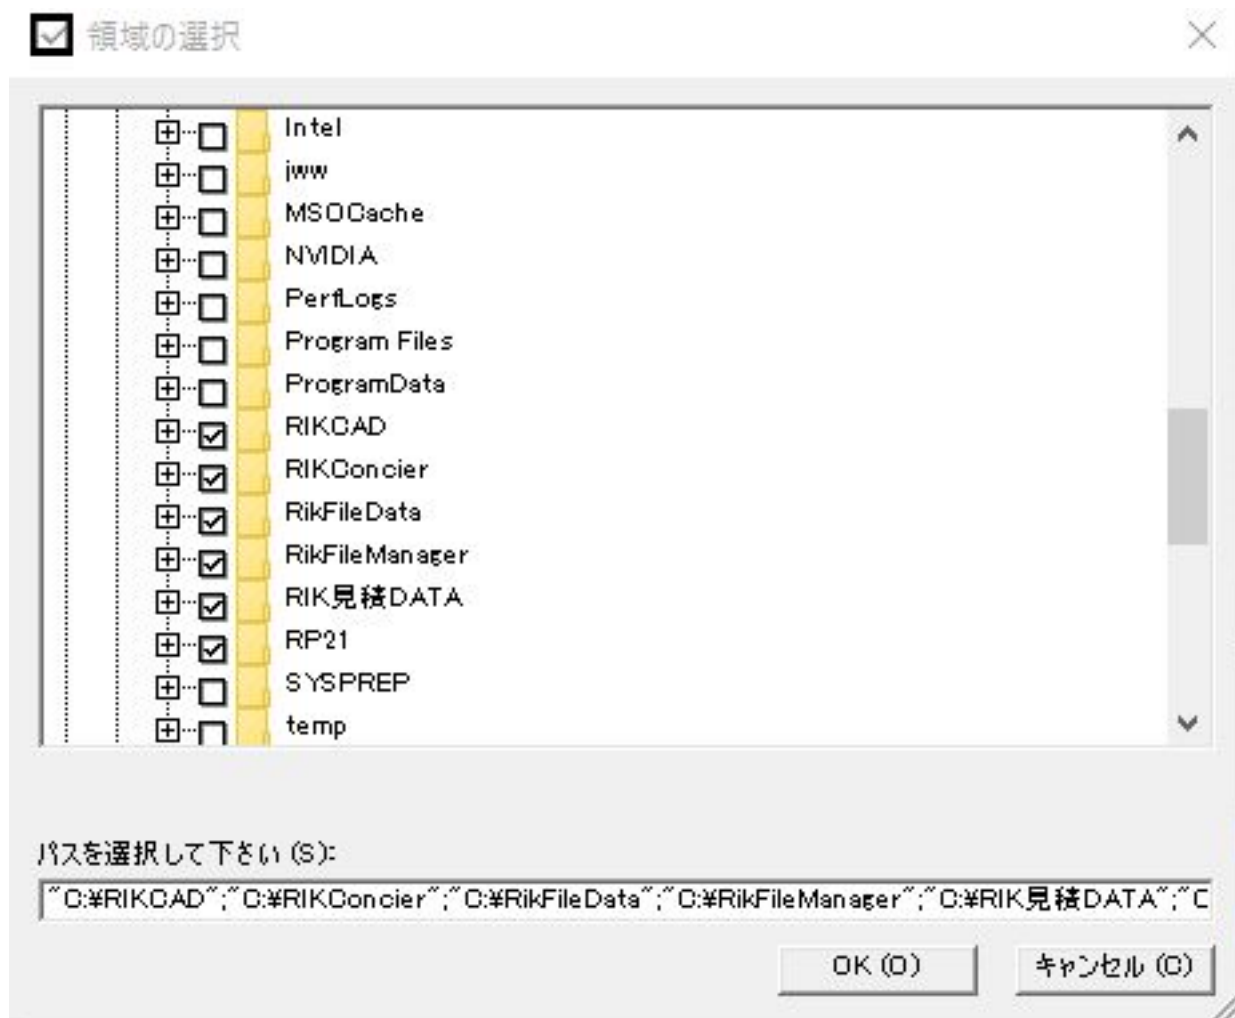 領域の選択
Intel
jww
MSOCache
NVIDIA
PerfLogs
Program Files
ProgramData
RIKCAD
RIKConcier
RikFileData
RikFileManager
RIK見積DATA
RP21
SYSPREP
temp
パスを選択して下さい (S):
"C:¥RIKCAD";"C:¥RIKConcier";"C:¥RikFileData";"C:¥RikFileManager";"C:¥RIK見積DATA";"C
OK (O)
キャンセル (C)